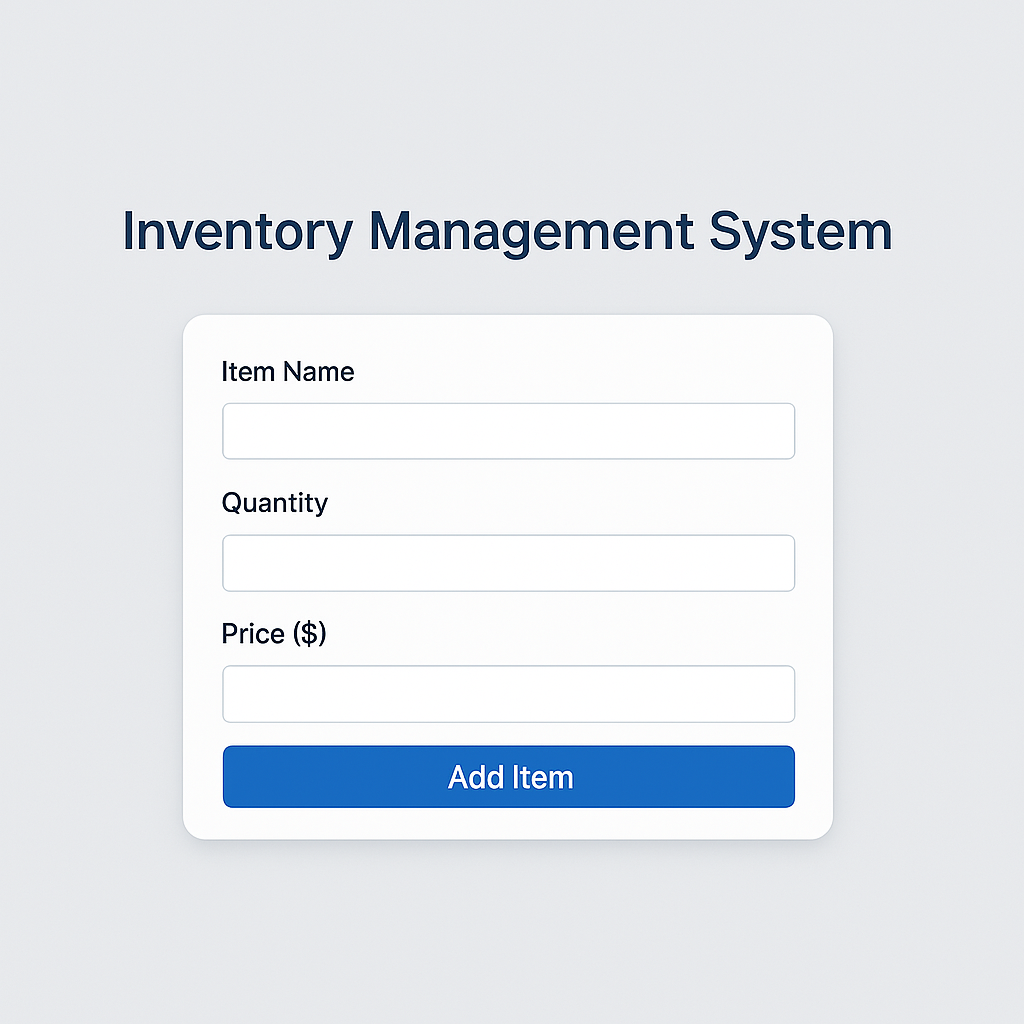 Inventory Management System
Item Name
Quantity
Price ($)
Add Item